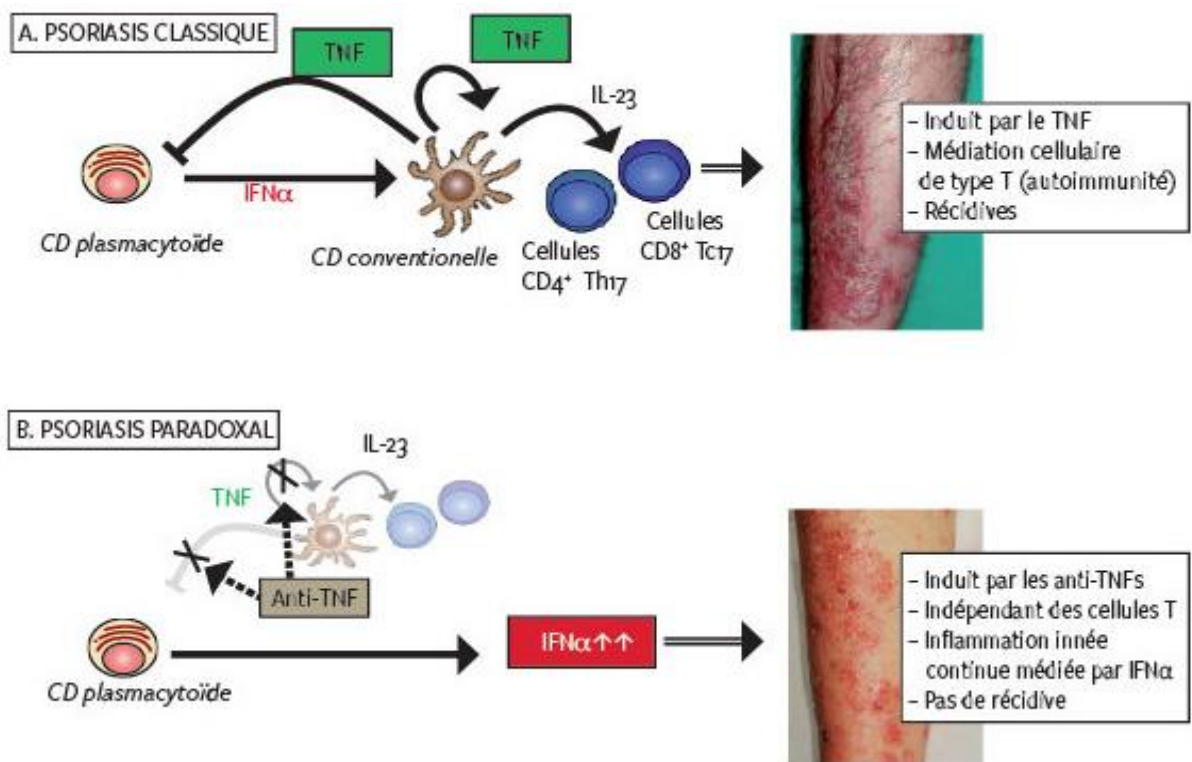 A. PSORIASIS CLASSIQUE
TNF
TNF
IL-23
IFNα
CD plasmacytoïde
CD conventionelle
Cellules
CD4+ Th17
Cellules
CD8+ Tc17
– Induit par le TNF
– Médiation cellulaire
de type T (autoimmunité)
– Récidives
B. PSORIASIS PARADOXAL
IL-23
TNF
Anti-TNF
CD plasmacytoïde
IFNα↑↑
– Induit par les anti-TNFs
– Indépendant des cellules T
– Inflammation innée
continue médiée par IFNα
– Pas de récidive